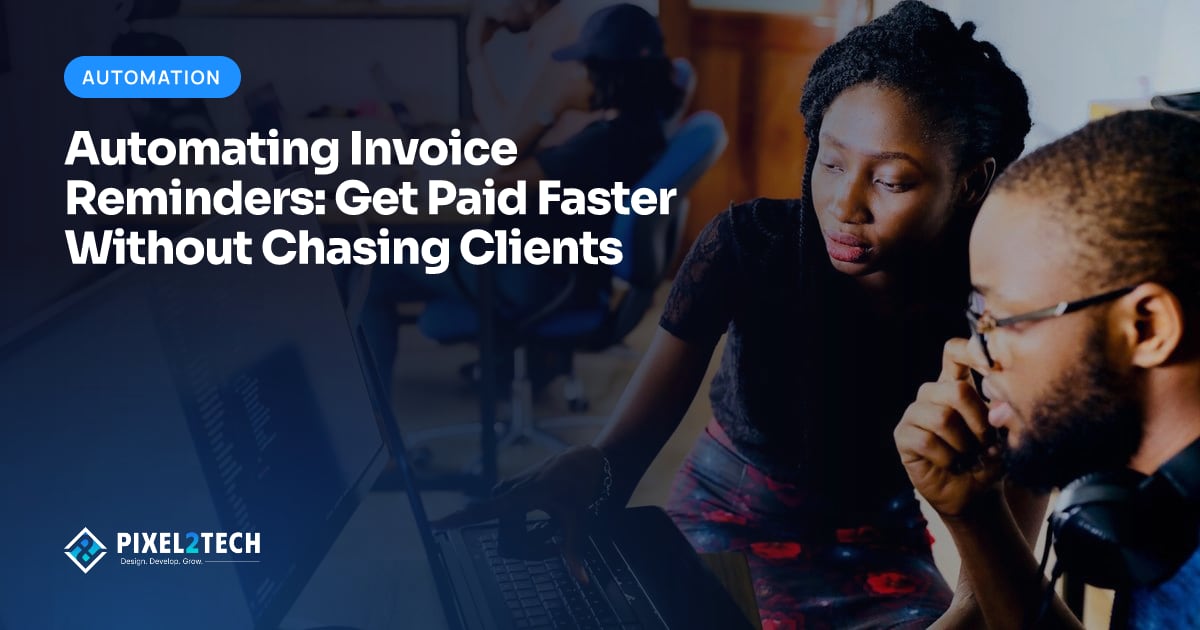 AUTOMATION
Automating Invoice
Reminders: Get Paid Faster
Without Chasing Clients
PIXEL2TECH
Design. Develop. Grow.